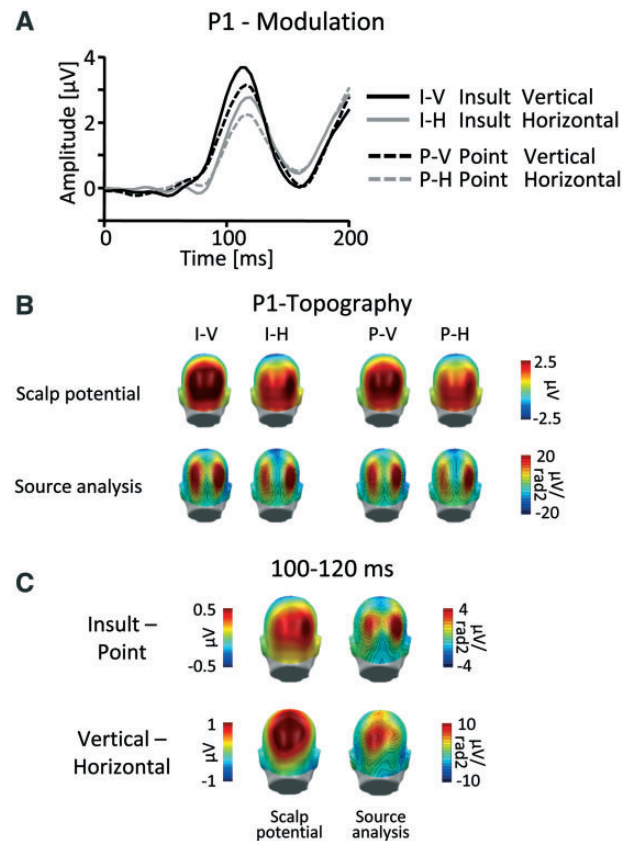 A
P1 - Modulation
Amplitude [µV]
4
2
0
0
100
200
Time [ms]
I-V Insult Vertical
I-H Insult Horizontal
P-V Point Vertical
P-H Point Horizontal
B
P1-Topography
I-V I-H P-V P-H
Scalp potential
2.5
µV
-2.5
Source analysis
20
µV/
rad2
-20
C
100-120 ms
Insult –
Point
0.5
µV
-0.5
4
µV/
rad2
-4
Vertical –
Horizontal
1
µV
-1
10
µV/
rad2
-10
Scalp
potential
Source
analysis